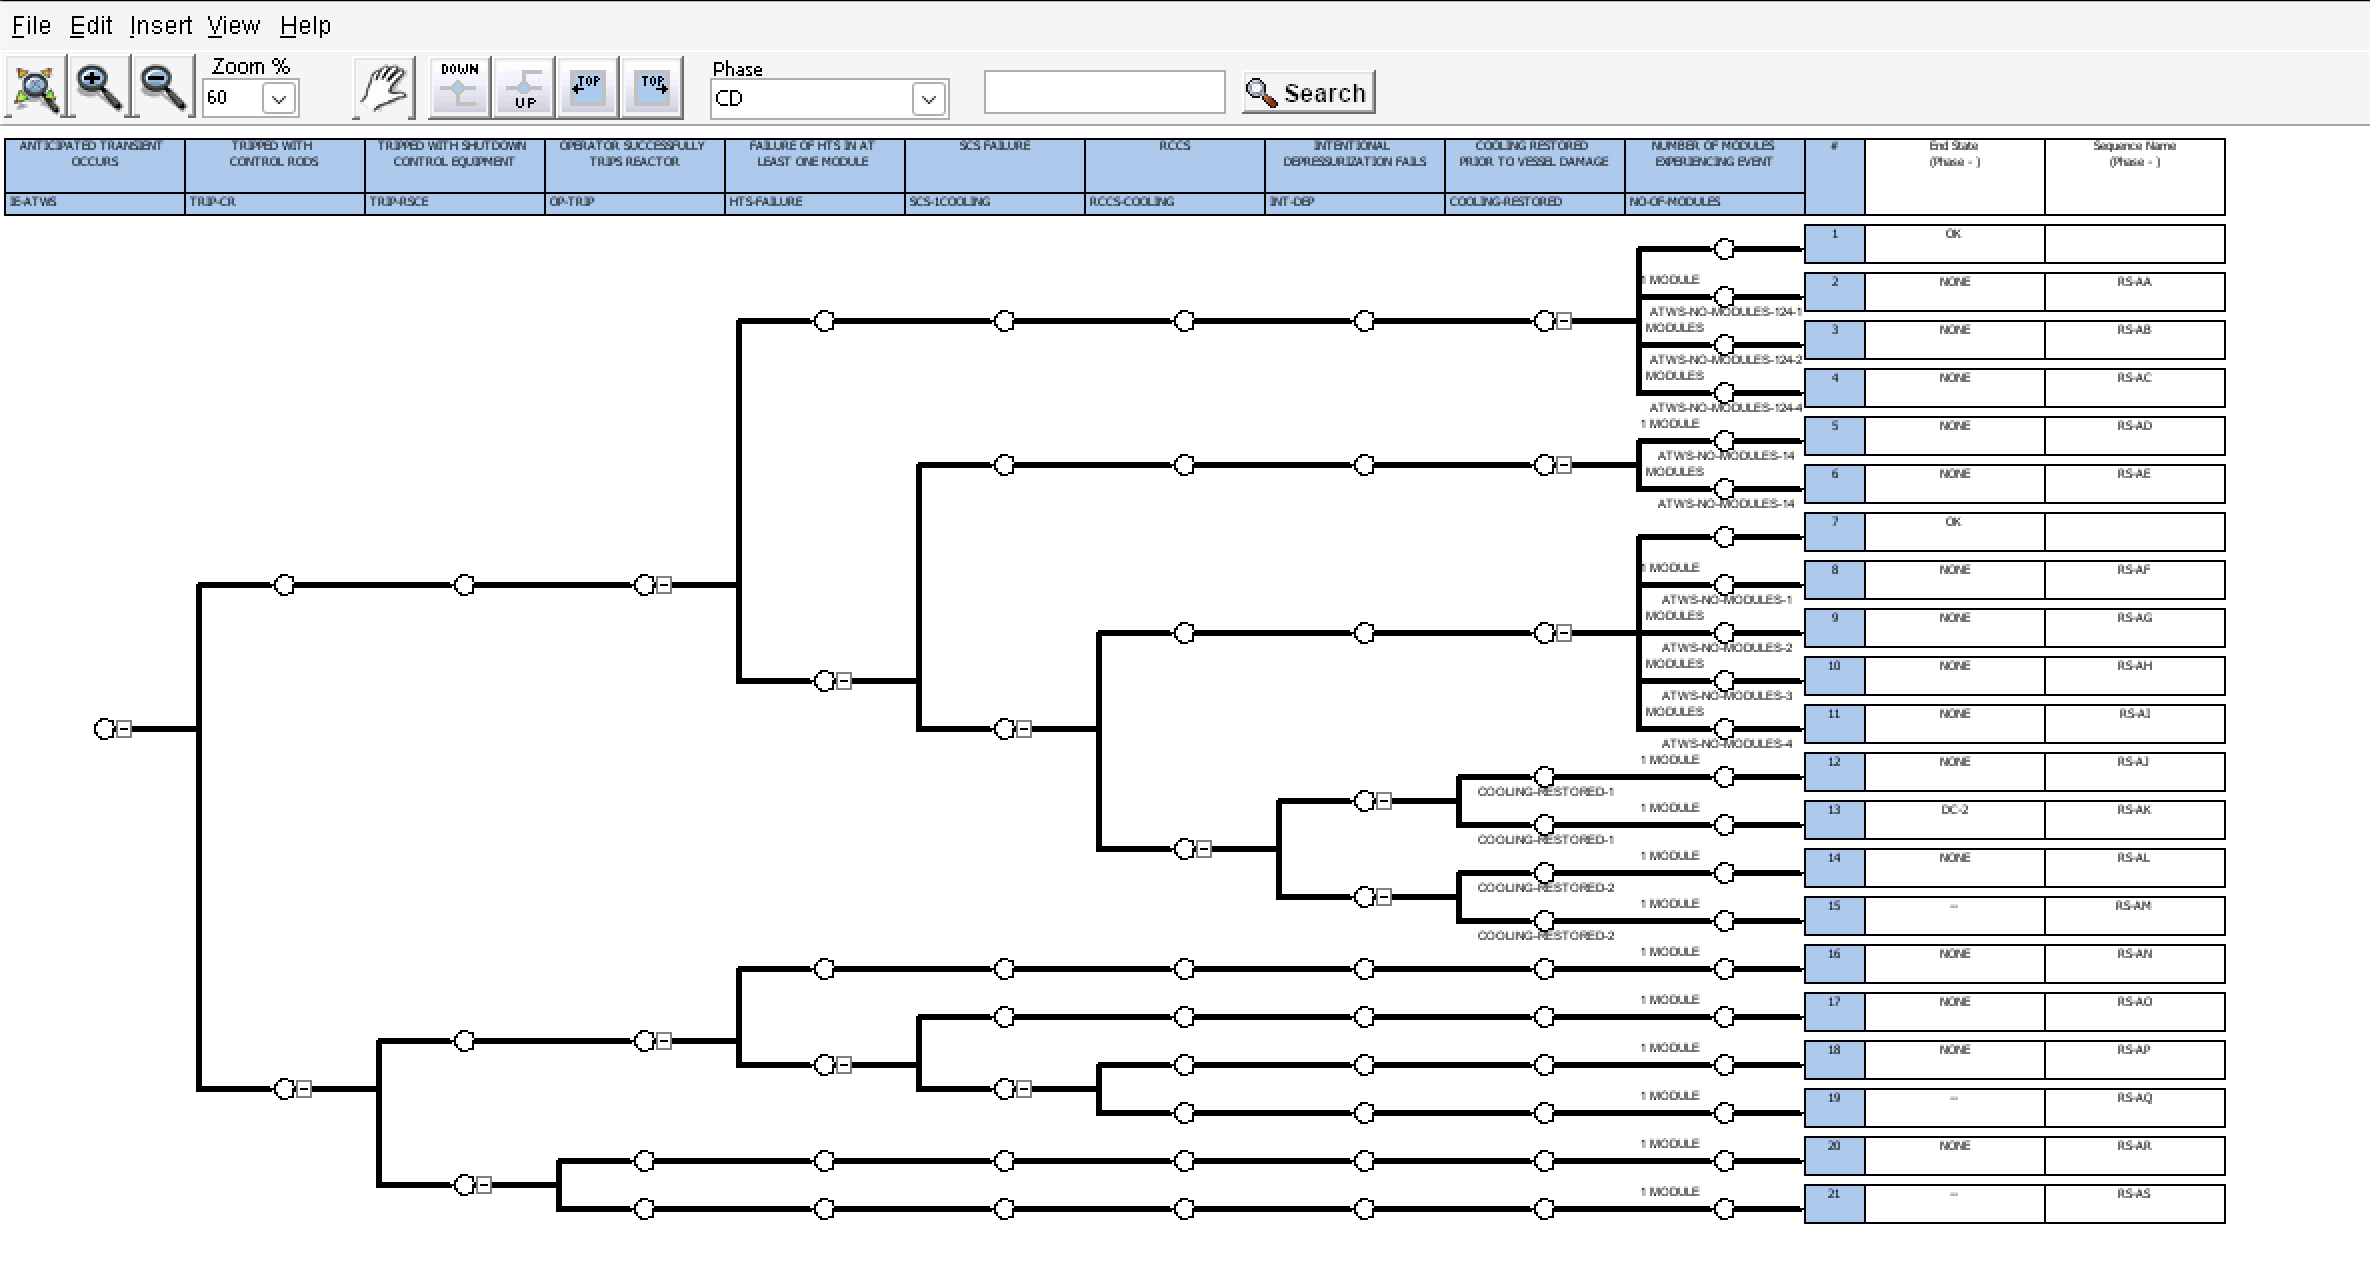 File Edit Insert View Help
Zoom %
60
DOWN
UP
TOP
TOP
Phase
CD
Search
ANTICIPATED TRANSIENT
OCCURS
TRIPPED WITH
CONTROL RODS
TRIPPED WITH SHUTDOWN
CONTROL EQUIPMENT
OPERATOR SUCCESSFULLY
TRIPS REACTOR
FAILURE OF HTS IN AT
LEAST ONE MODULE
SCS FAILURE
RCCS
INTENTIONAL
DEPRESSURIZATION FAILS
COOLING RESTORED
PRIOR TO VESSEL DAMAGE
NUMBER OF MODULES
EXPERIENCING EVENT
#
End State
(Phase - )
Sequence Name
(Phase - )
IE-ATWS
TRIP-CR
TRIP-RSCE
OP-TRIP
HTS-FAILURE
SCS-1COOLING
RCCS-COOLING
INT-DEP
COOLING-RESTORED
NO-OF-MODULES
1 OK
1 MODULE
2 NONE RS-AA
ATWS-NO-MODULES-124-1
MODULES
3 NONE RS-AB
ATWS-NO-MODULES-124-2
MODULES
4 NONE RS-AC
ATWS-NO-MODULES-124-4
1 MODULE
5 NONE RS-AD
ATWS-NO-MODULES-14
MODULES
6 NONE RS-AE
ATWS-NO-MODULES-14
7 OK
1 MODULE
8 NONE RS-AF
ATWS-NO-MODULES-1
MODULES
9 NONE RS-AG
ATWS-NO-MODULES-2
MODULES
10 NONE RS-AH
ATWS-NO-MODULES-3
MODULES
11 NONE RS-AI
ATWS-NO-MODULES-4
1 MODULE
12 NONE RS-AJ
COOLING-RESTORED-1
1 MODULE
13 DC-2 RS-AK
COOLING-RESTORED-1
1 MODULE
14 NONE RS-AL
COOLING-RESTORED-2
1 MODULE
15 -- RS-AM
COOLING-RESTORED-2
1 MODULE
16 NONE RS-AN
1 MODULE
17 NONE RS-AO
1 MODULE
18 NONE RS-AP
1 MODULE
19 -- RS-AQ
1 MODULE
20 NONE RS-AR
1 MODULE
21 -- RS-AS